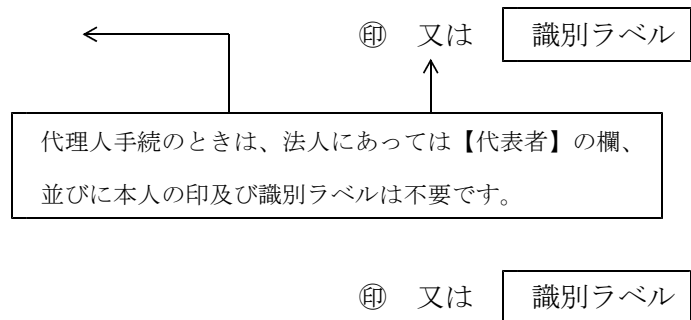 ㊞ 又は 識別ラベル
代理人手続のときは、法人にあっては【代表者】の欄、
並びに本人の印及び識別ラベルは不要です。
㊞ 又は 識別ラベル